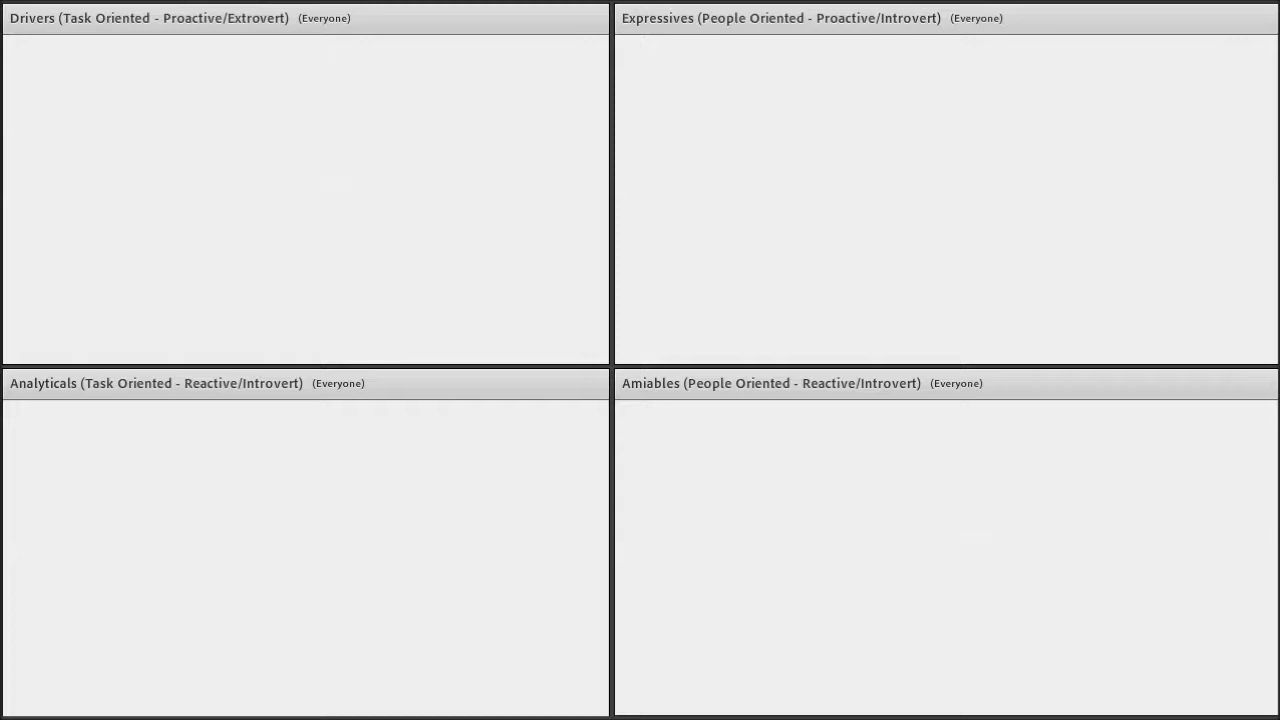 Drivers (Task Oriented - Proactive/Extrovert) (Everyone)
Expressives (People Oriented - Proactive/Introvert) (Everyone)
Analyticals (Task Oriented - Reactive/Introvert) (Everyone)
Amiables (People Oriented - Reactive/Introvert) (Everyone)